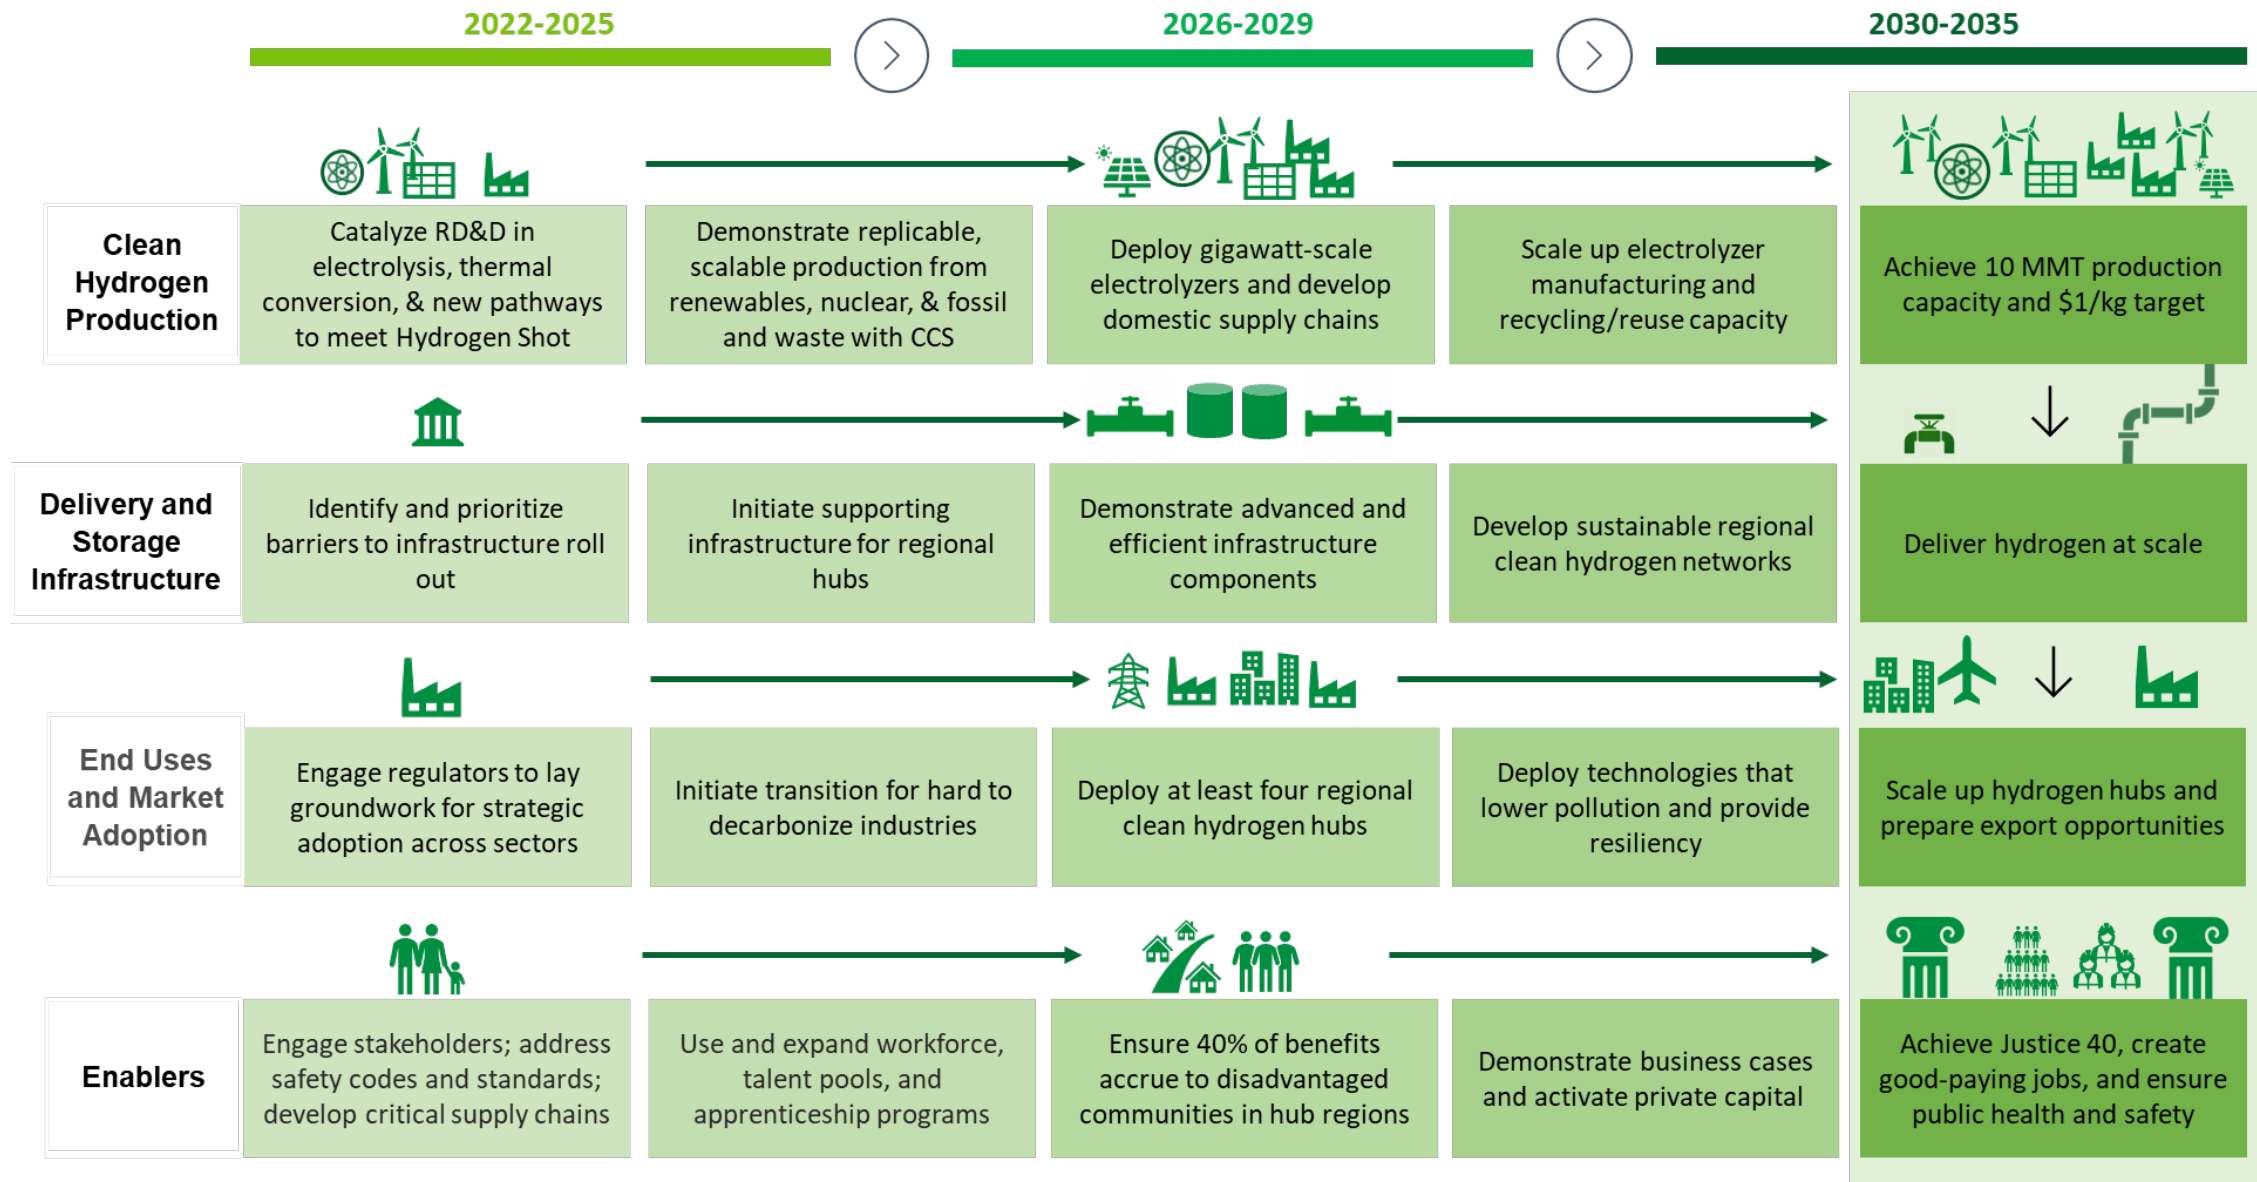 2022-2025
2026-2029
2030-2035
Clean
Hydrogen
Production
Catalyze RD&D in
electrolysis, thermal
conversion, & new pathways
to meet Hydrogen Shot
Demonstrate replicable,
scalable production from
renewables, nuclear, & fossil
and waste with CCS
Deploy gigawatt-scale
electrolyzers and develop
domestic supply chains
Scale up electrolyzer
manufacturing and
recycling/reuse capacity
Achieve 10 MMT production
capacity and $1/kg target
Delivery and
Storage
Infrastructure
Identify and prioritize
barriers to infrastructure roll
out
Initiate supporting
infrastructure for regional
hubs
Demonstrate advanced and
efficient infrastructure
components
Develop sustainable regional
clean hydrogen networks
Deliver hydrogen at scale
End Uses
and Market
Adoption
Engage regulators to lay
groundwork for strategic
adoption across sectors
Initiate transition for hard to
decarbonize industries
Deploy at least four regional
clean hydrogen hubs
Deploy technologies that
lower pollution and provide
resiliency
Scale up hydrogen hubs and
prepare export opportunities
Enablers
Engage stakeholders; address
safety codes and standards;
develop critical supply chains
Use and expand workforce,
talent pools, and
apprenticeship programs
Ensure 40% of benefits
accrue to disadvantaged
communities in hub regions
Demonstrate business cases
and activate private capital
Achieve Justice 40, create
good-paying jobs, and ensure
public health and safety